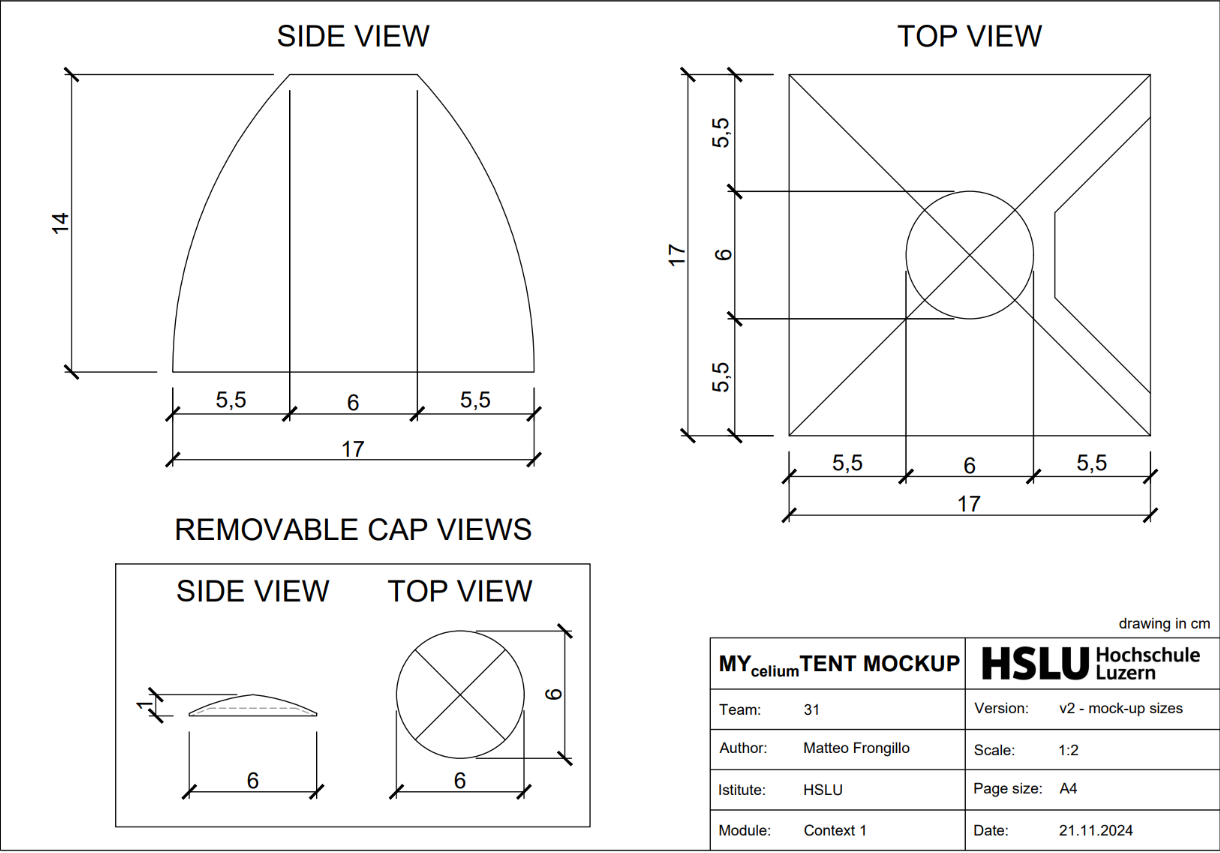 SIDE VIEW
14
5,5
6
5,5
17
TOP VIEW
17
5,5
6
5,5
5,5
6
5,5
17
REMOVABLE CAP VIEWS
SIDE VIEW
1
6
TOP VIEW
6
6
drawing in cm
MYceliumTENT MOCKUP
HSLU Hochschule
Luzern
Team: 31
Version: v2 - mock-up sizes
Author: Matteo Frongillo
Scale: 1:2
Istitute: HSLU
Page size: A4
Module: Context 1
Date: 21.11.2024